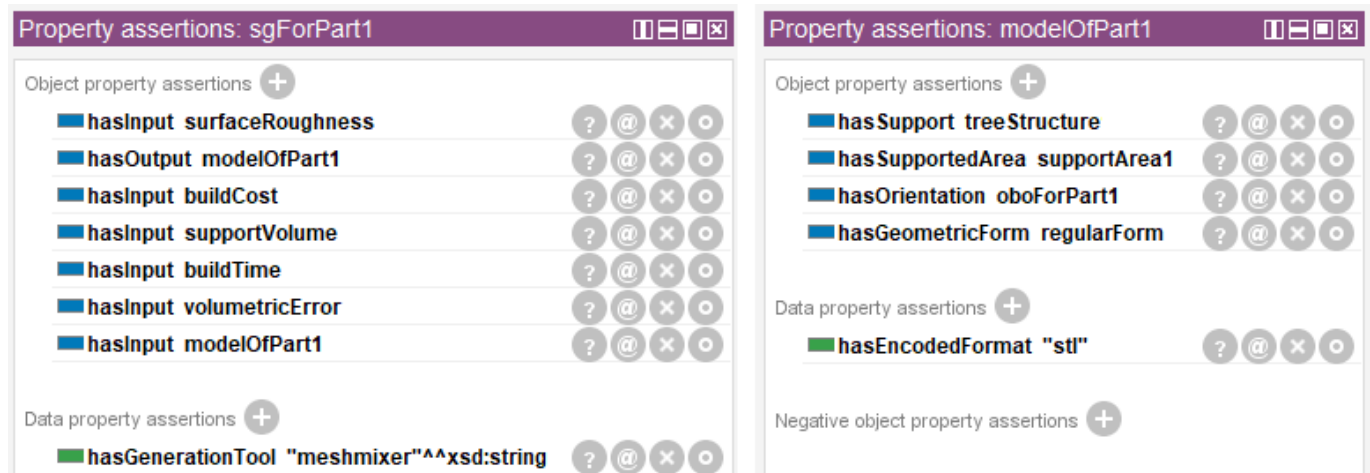 Property assertions: sgForPart1
Object property assertions
hasInput surfaceRoughness
hasOutput modelOfPart1
hasInput buildCost
hasInput supportVolume
hasInput buildTime
hasInput volumetricError
hasInput modelOfPart1
Data property assertions
hasGenerationTool "meshmixer"^^xsd:string
Property assertions: modelOfPart1
Object property assertions
hasSupport treeStructure
hasSupportedArea supportArea1
hasOrientation oboForPart1
hasGeometricForm regularForm
Data property assertions
hasEncodedFormat "stl"
Negative object property assertions